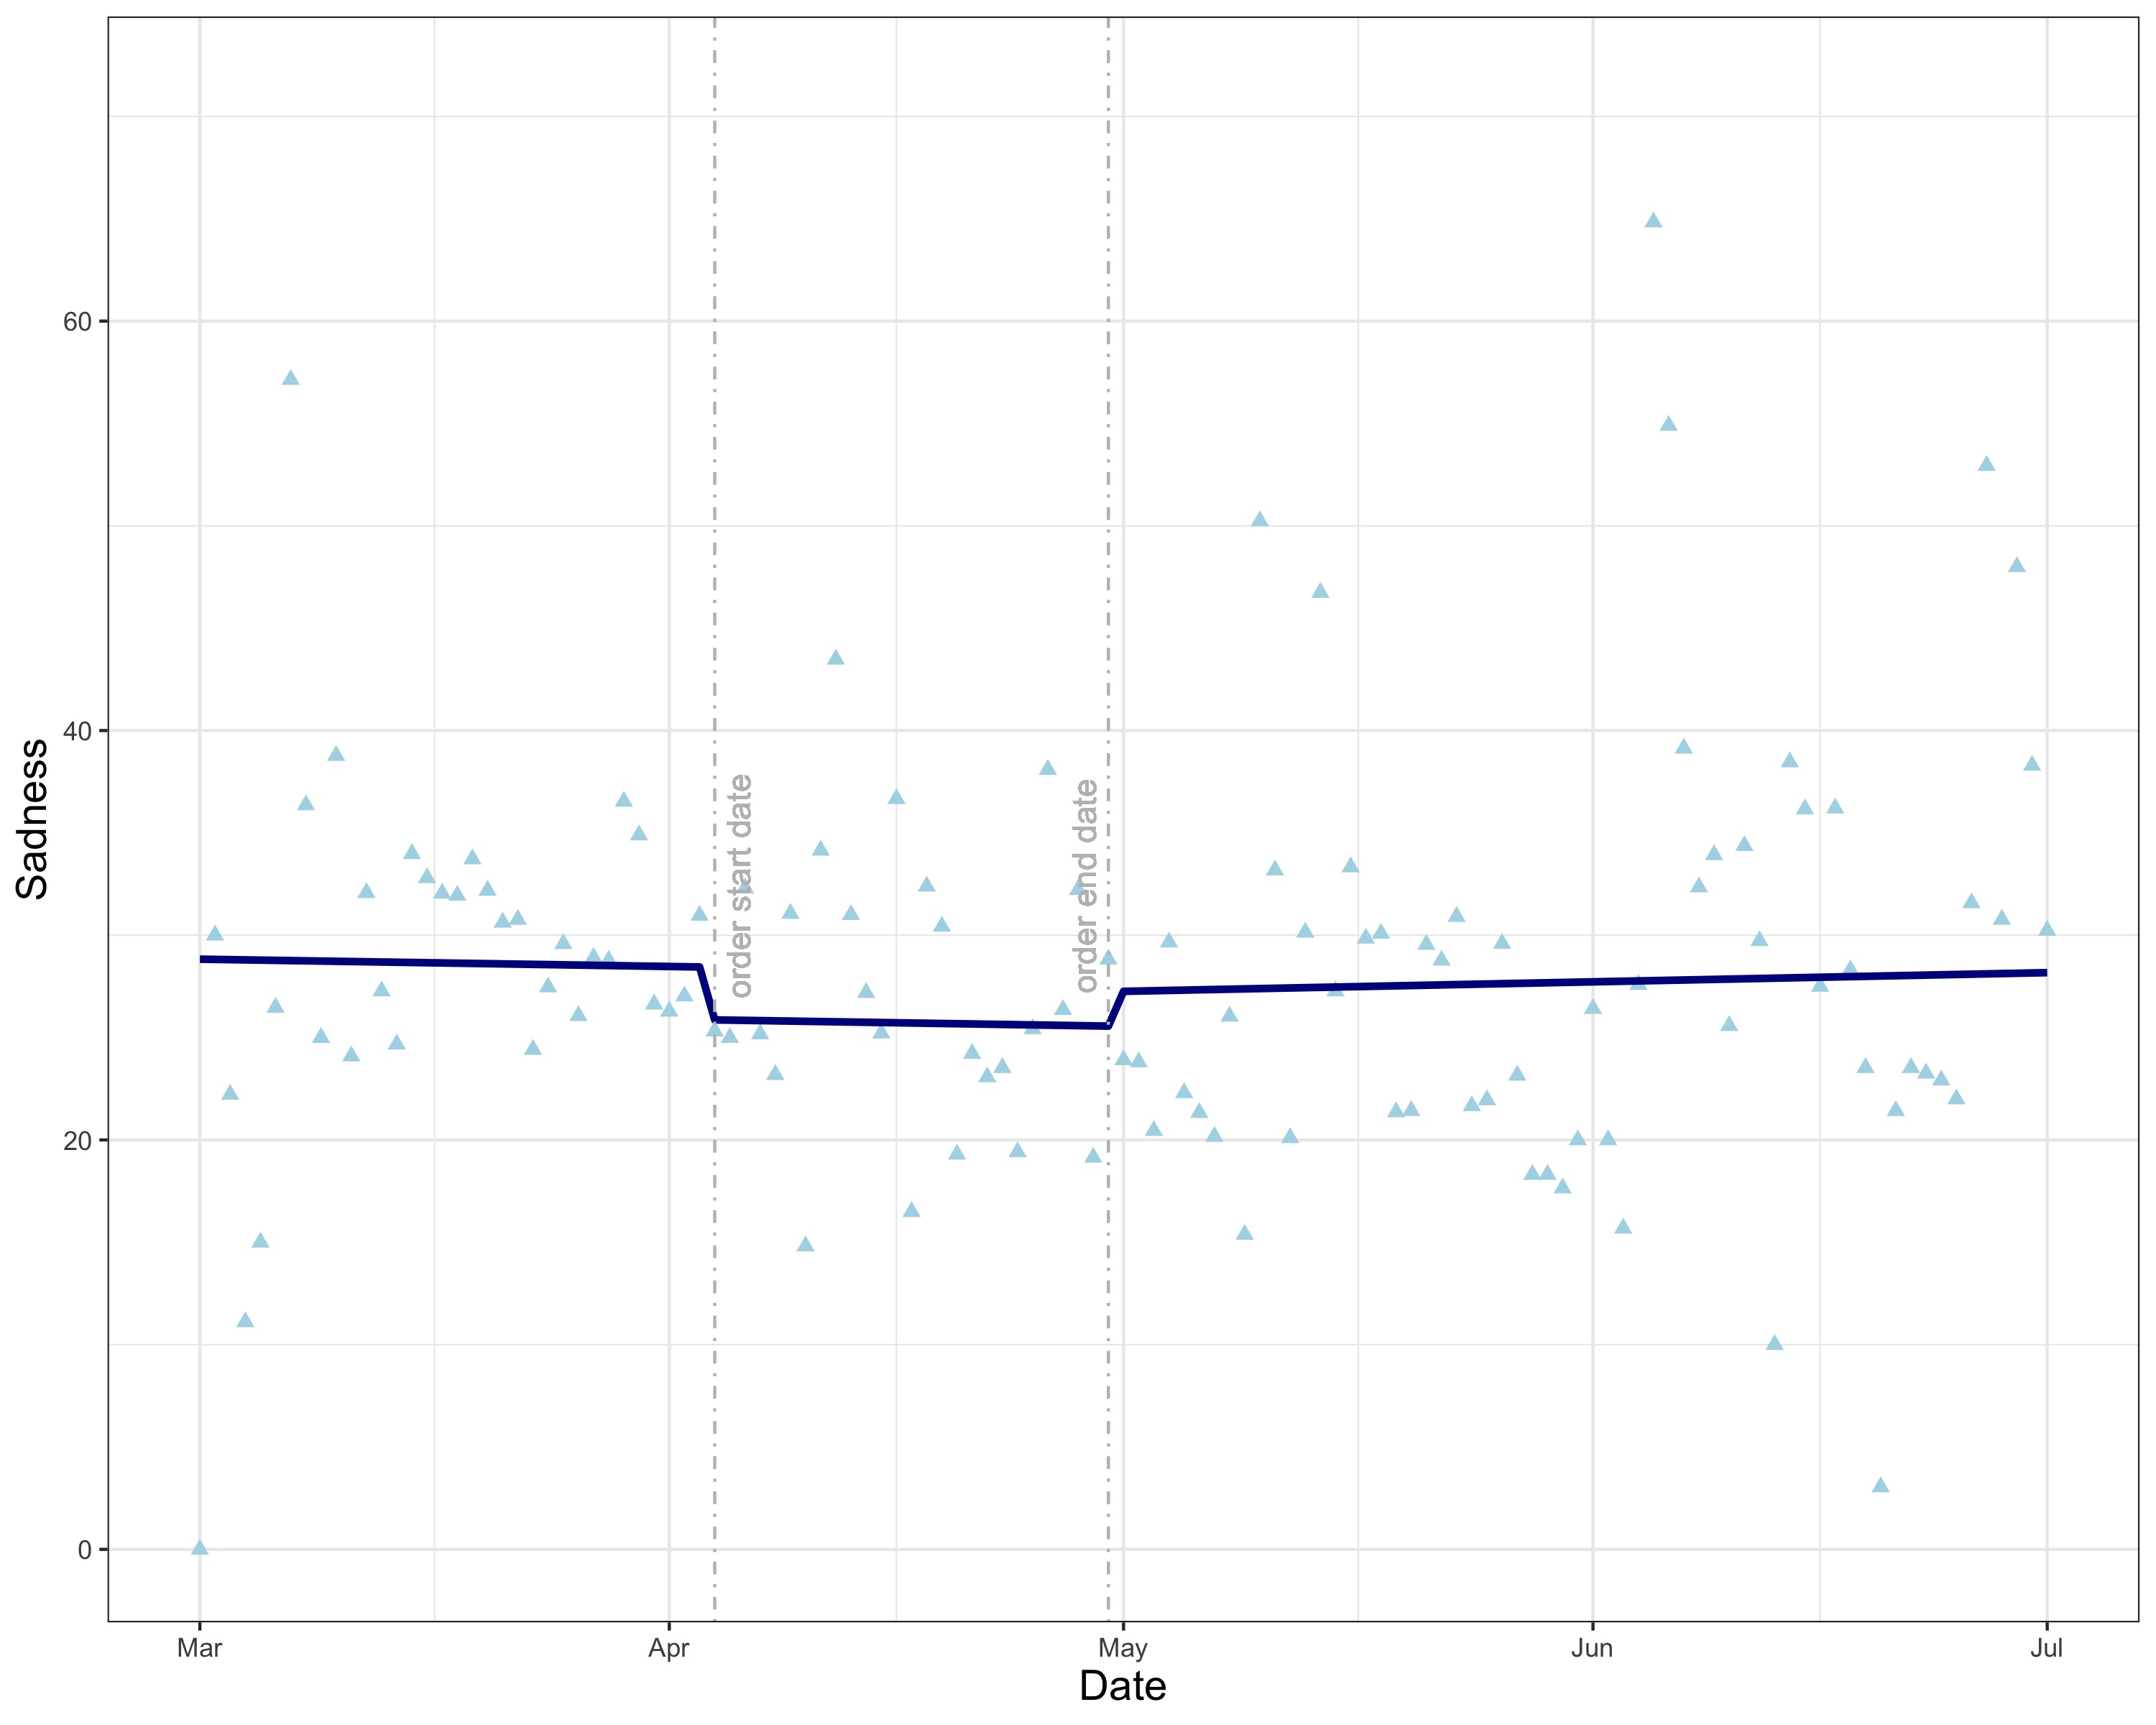 Sadness
60
40
20
0
order start date
order end date
Mar Apr May Jun Jul
Date